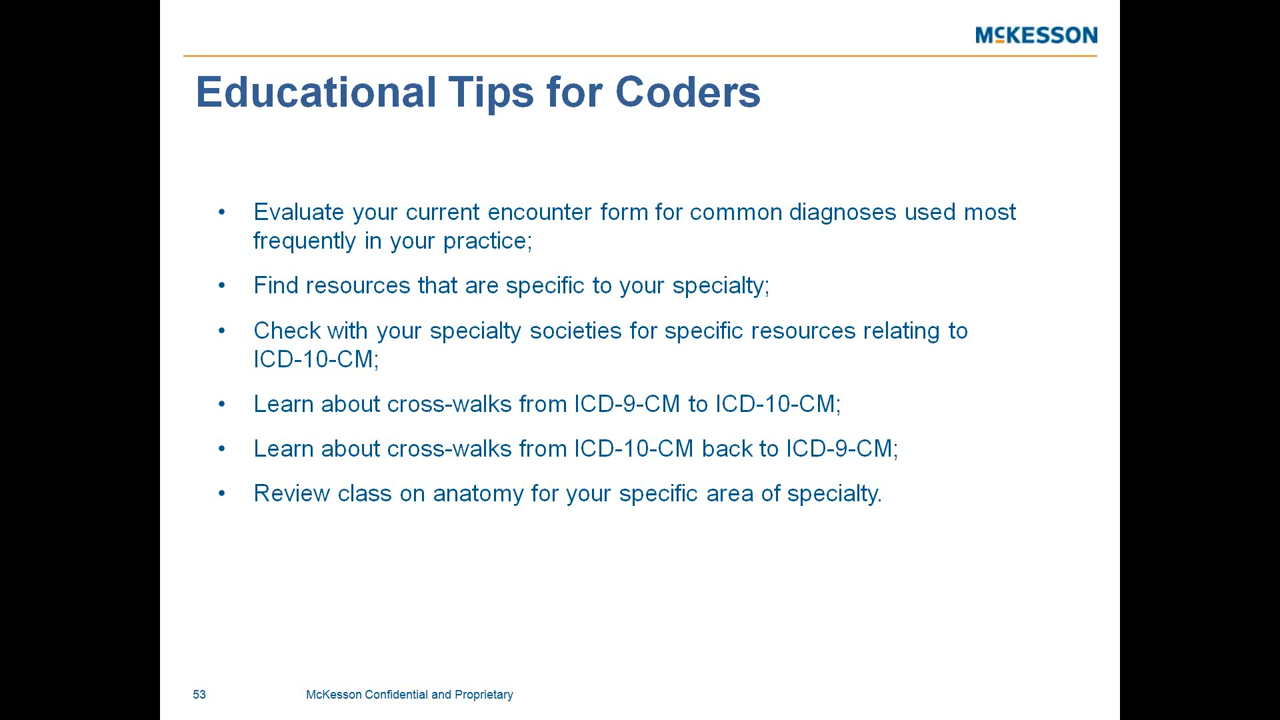 McKESSON
Educational Tips for Coders
• Evaluate your current encounter form for common diagnoses used most
frequently in your practice;
• Find resources that are specific to your specialty;
• Check with your specialty societies for specific resources relating to
ICD-10-CM;
• Learn about cross-walks from ICD-9-CM to ICD-10-CM;
• Learn about cross-walks from ICD-10-CM back to ICD-9-CM;
• Review class on anatomy for your specific area of specialty.
53 McKesson Confidential and Proprietary